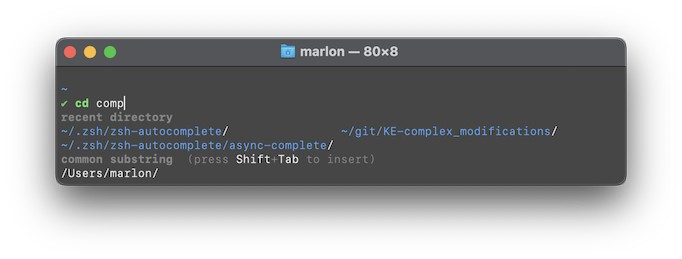 marlon — 80×8
~
✔ cd comp
recent directory
~/.zsh/zsh-autocomplete/ ~/git/KE-complex_modifications/
~/.zsh/zsh-autocomplete/async-complete/
common substring (press Shift+Tab to insert)
/Users/marlon/